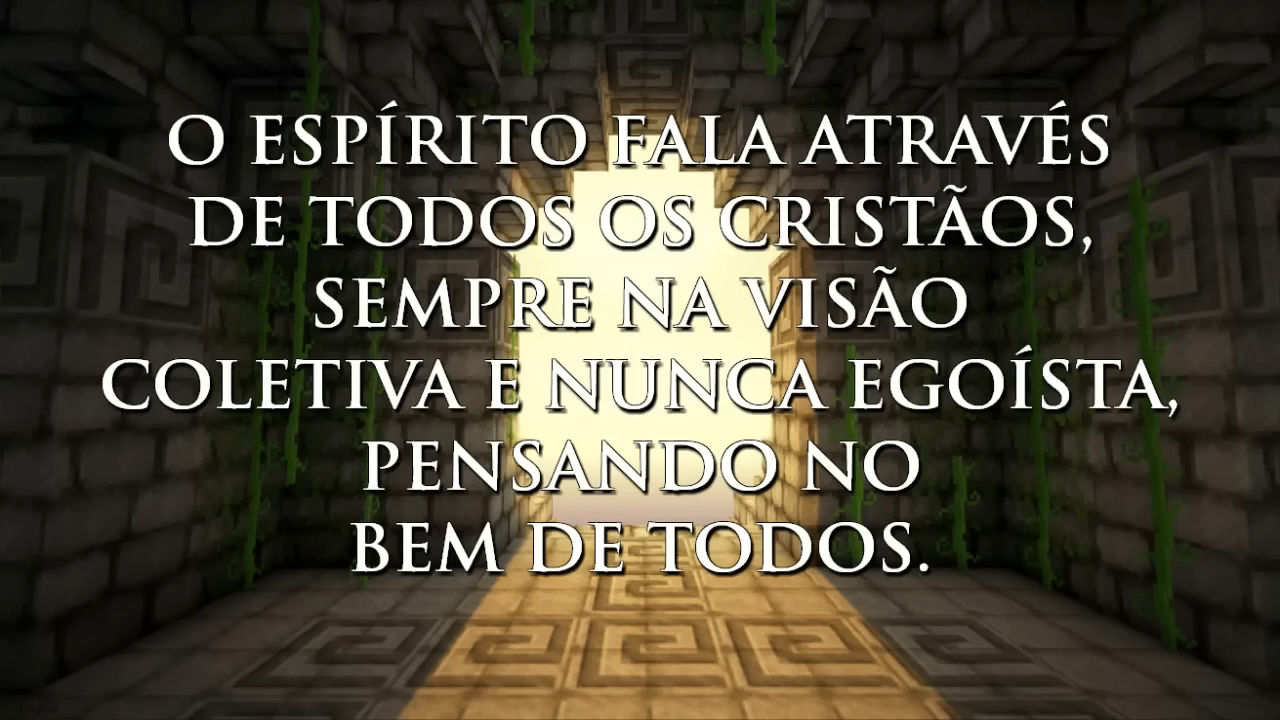 O ESPÍRITO FALA ATRAVÉS
DE TODOS OS CRISTÃOS,
SEMPRE NA VISÃO
COLETIVA E NUNCA EGOÍSTA,
PENSANDO NO
BEM DE TODOS.